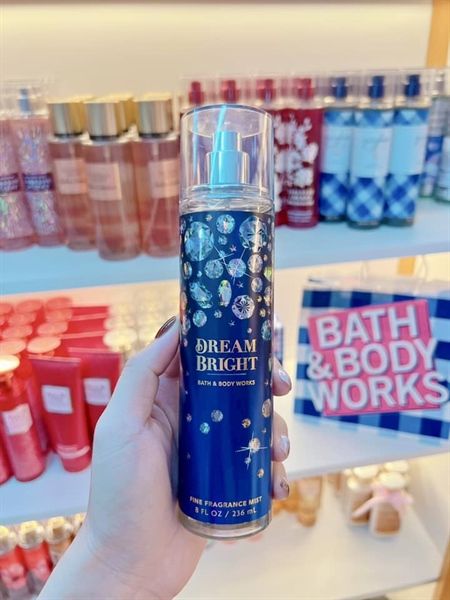 DREAM
BRIGHT
BATH & BODY WORKS
FINE FRAGRANCE MIST
8 FL OZ / 236 mL
BATH
& BODY
WORKS